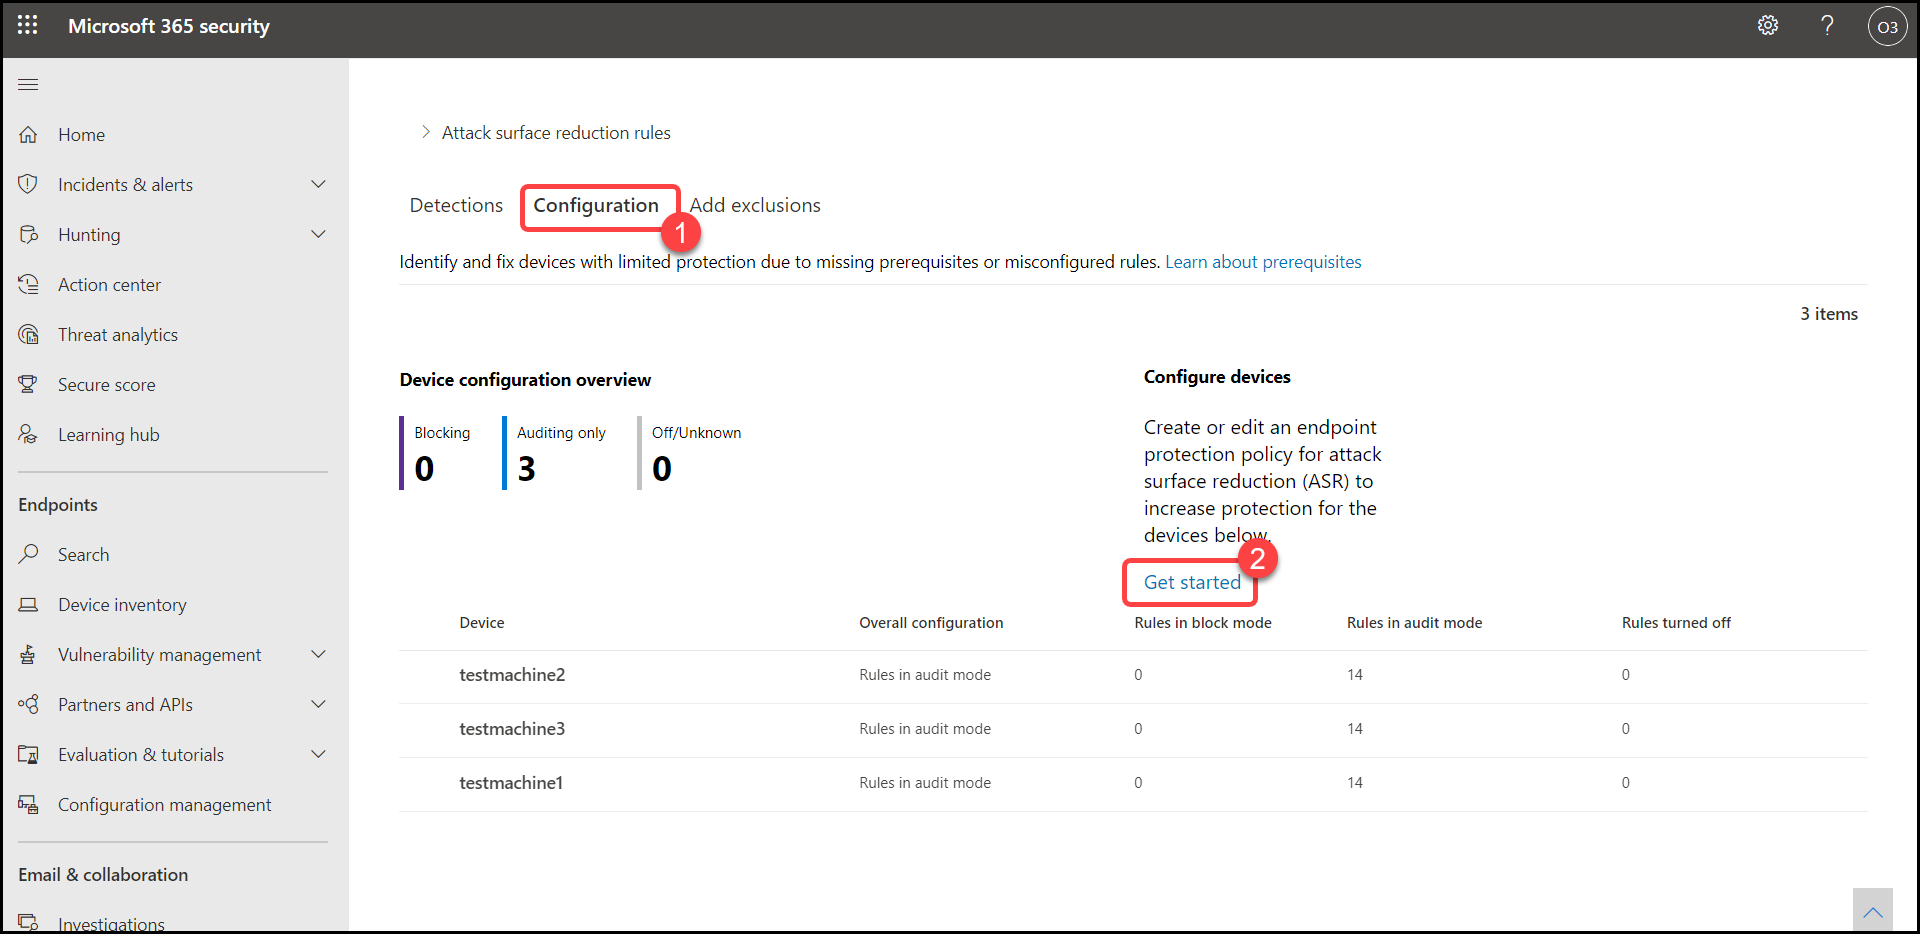 Microsoft 365 security
?
O3
Home
Incidents & alerts
Hunting
Action center
Threat analytics
Secure score
Learning hub
Endpoints
Search
Device inventory
Vulnerability management
Partners and APIs
Evaluation & tutorials
Configuration management
Email & collaboration
Investigations
Attack surface reduction rules
Detections Configuration Add exclusions
1
Identify and fix devices with limited protection due to missing prerequisites or misconfigured rules. Learn about prerequisites
3 items
Device configuration overview
Blocking Auditing only Off/Unknown
0 3 0
Configure devices
Create or edit an endpoint
protection policy for attack
surface reduction (ASR) to
increase protection for the
devices below.
2
Get started
Device Overall configuration Rules in block mode Rules in audit mode Rules turned off
testmachine2 Rules in audit mode 0 14 0
testmachine3 Rules in audit mode 0 14 0
testmachine1 Rules in audit mode 0 14 0